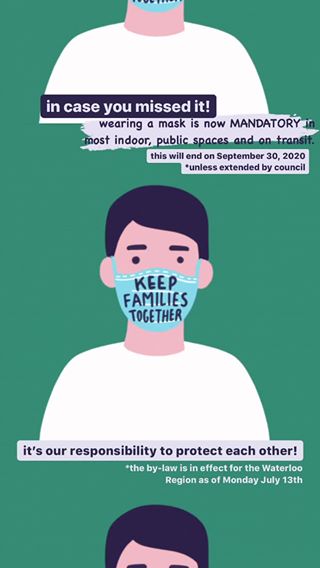 TOGETHER
in case you missed it!
wearing a mask is now MANDATORY in
most indoor, public spaces and on transit.
this will end on September 30, 2020
*unless extended by council
KEEP
FAMILIES
TOGETHER
it's our responsibility to protect each other!
*the by-law is in effect for the Waterloo
Region as of Monday July 13th